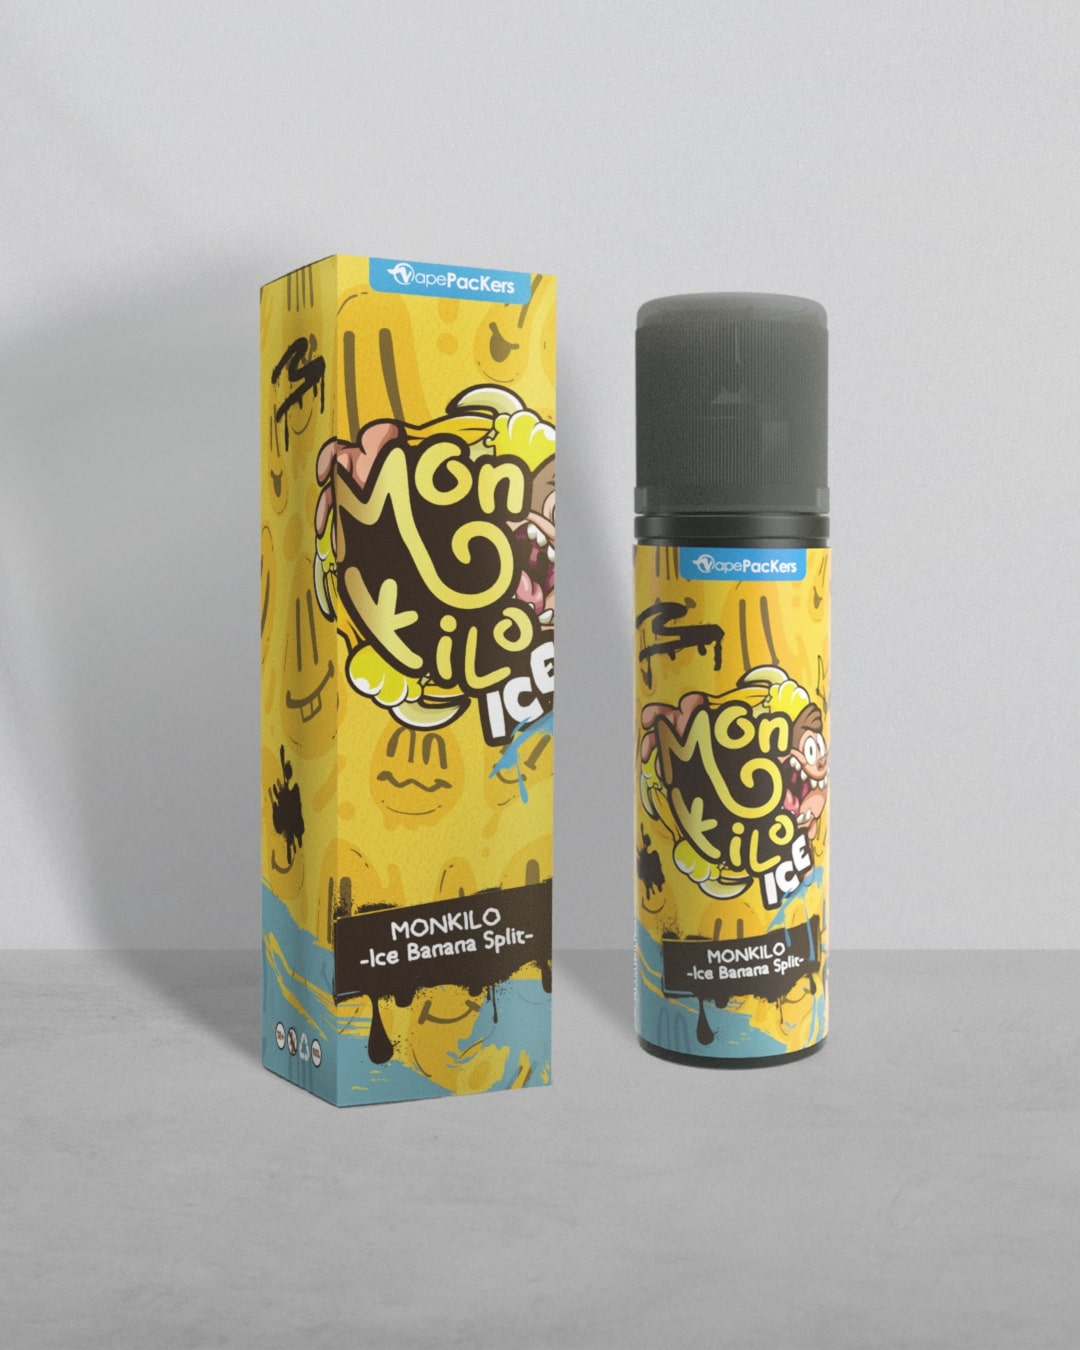 VapePacKers
Mon
Kilo
ICE
MONKILO
-Ice Banana Split-
VapePacKers
Mon
Kilo
ICE
MONKILO
-Ice Banana Split-